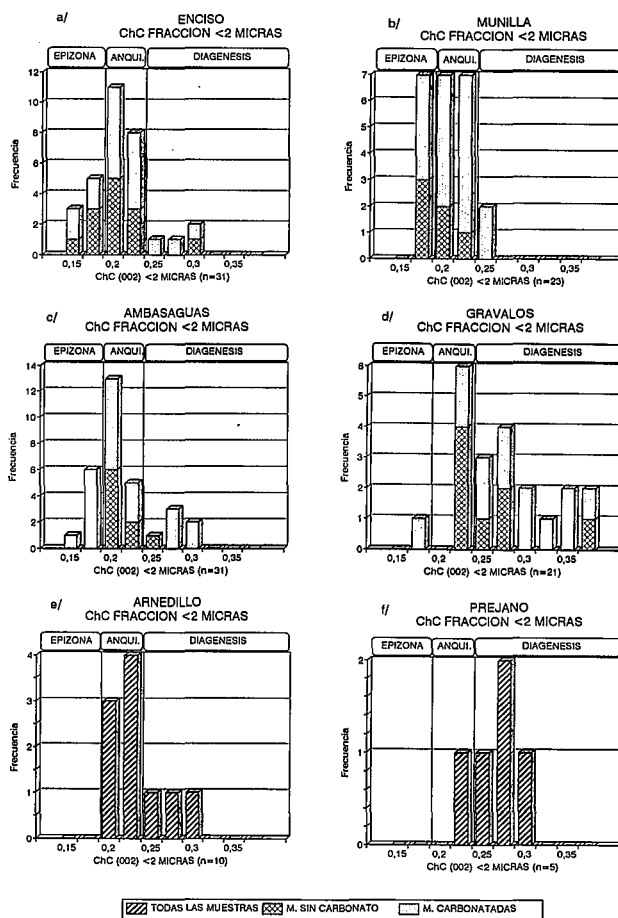 a/
ENCISO
ChC FRACCION <2 MICRAS
EPIZONA ANQUI. DIAGENESIS
Frecuencia
12
10
8
6
4
2
0
0,15 0,2 0,25 0,3 0,35
ChC (002) <2 MICRAS (n=31)
b/
MUNILLA
ChC FRACCION <2 MICRAS
EPIZONA ANQUI. DIAGENESIS
Frecuencia
7
6
5
4
3
2
1
0
0,15 0,2 0,25 0,3 0,35
ChC (002) <2 MICRAS (n=23)
c/
AMBASAGUAS
ChC FRACCION <2 MICRAS
EPIZONA ANQUI. DIAGENESIS
Frecuencia
14
12
10
8
6
4
2
0
0,15 0,2 0,25 0,3 0,35
ChC (002) <2 MICRAS (n=31)
d/
GRAVALOS
ChC FRACCION <2 MICRAS
EPIZONA ANQUI. DIAGENESIS
Frecuencia
6
5
4
3
2
1
0
0,15 0,2 0,25 0,3 0,35
ChC (002) <2 MICRAS (n=21)
e/
ARNEDILLO
ChC FRACCION <2 MICRAS
EPIZONA ANQUI. DIAGENESIS
Frecuencia
4
3
2
1
0
0,15 0,2 0,25 0,3 0,35
ChC (002) <2 MICRAS (n=10)
f/
PREJANO
ChC FRACCION <2 MICRAS
EPIZONA ANQUI. DIAGENESIS
Frecuencia
2
1
0
0,15 0,2 0,25 0,3 0,35
ChC (002) <2 MICRAS (n=5)
TODAS LAS MUESTRAS M. SIN CARBONATO M. CARBONATADAS